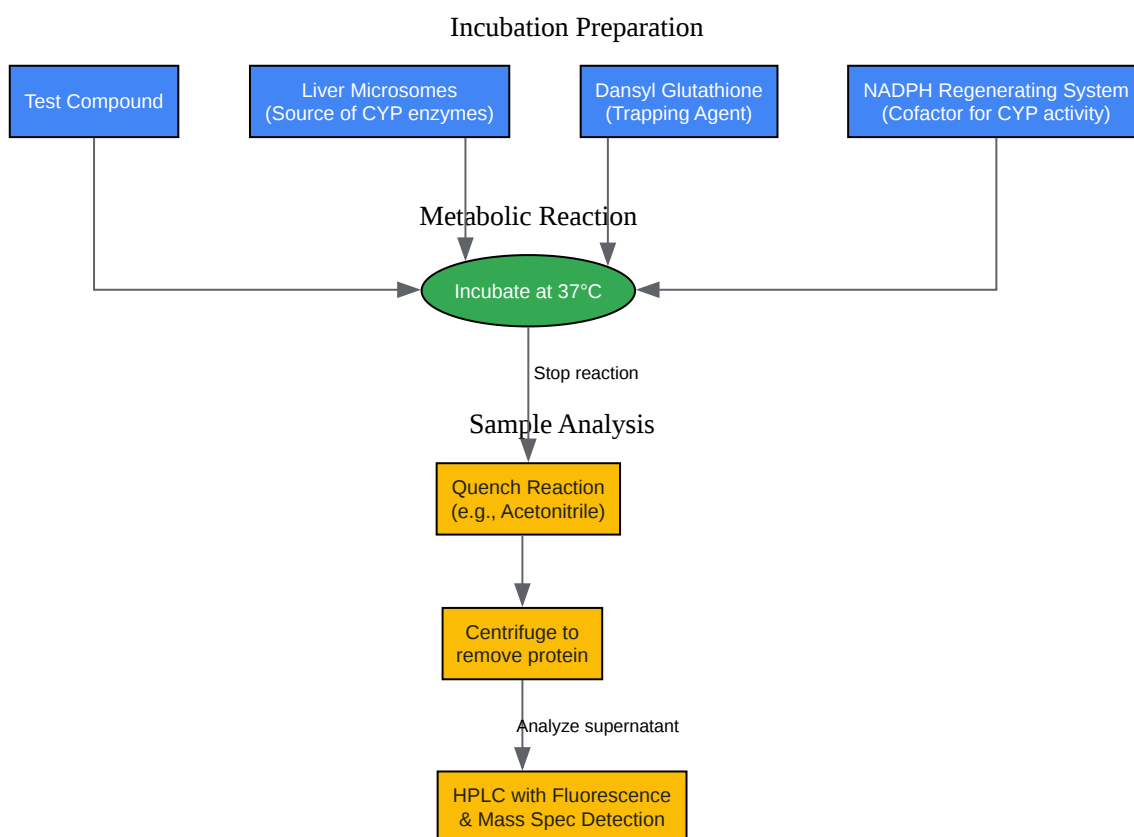 Incubation Preparation
Test Compound
Liver Microsomes
(Source of CYP enzymes)
Dansyl Glutathione
(Trapping Agent)
NADPH Regenerating System
(Cofactor for CYP activity)
Metabolic Reaction
Incubate at 37°C
Stop reaction
Sample Analysis
Quench Reaction
(e.g., Acetonitrile)
Centrifuge to
remove protein
Analyze supernatant
HPLC with Fluorescence
& Mass Spec Detection